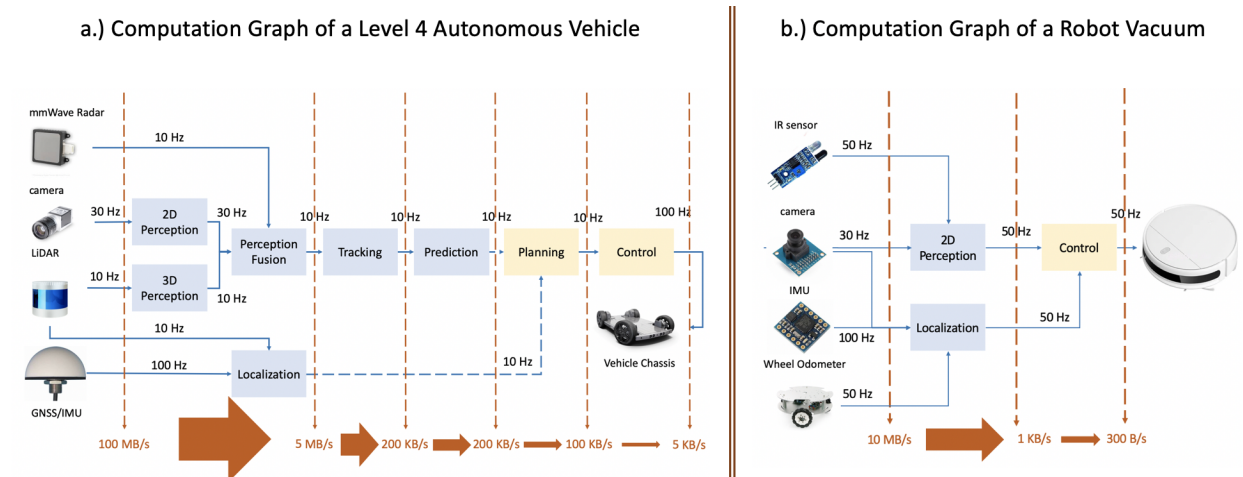 a.) Computation Graph of a Level 4 Autonomous Vehicle
mmWave Radar
10 Hz
camera
30 Hz
2D
Perception
30 Hz
LiDAR
10 Hz
3D
Perception
10 Hz
Perception
Fusion
10 Hz
Tracking
10 Hz
Prediction
10 Hz
Planning
10 Hz
Control
100 Hz
Vehicle Chassis
10 Hz
100 Hz
Localization
10 Hz
GNSS/IMU
100 MB/s
5 MB/s
200 KB/s
200 KB/s
100 KB/s
5 KB/s
b.) Computation Graph of a Robot Vacuum
IR sensor
50 Hz
camera
30 Hz
2D
Perception
50 Hz
Control
50 Hz
IMU
100 Hz
Localization
50 Hz
Wheel Odometer
50 Hz
10 MB/s
1 KB/s
300 B/s